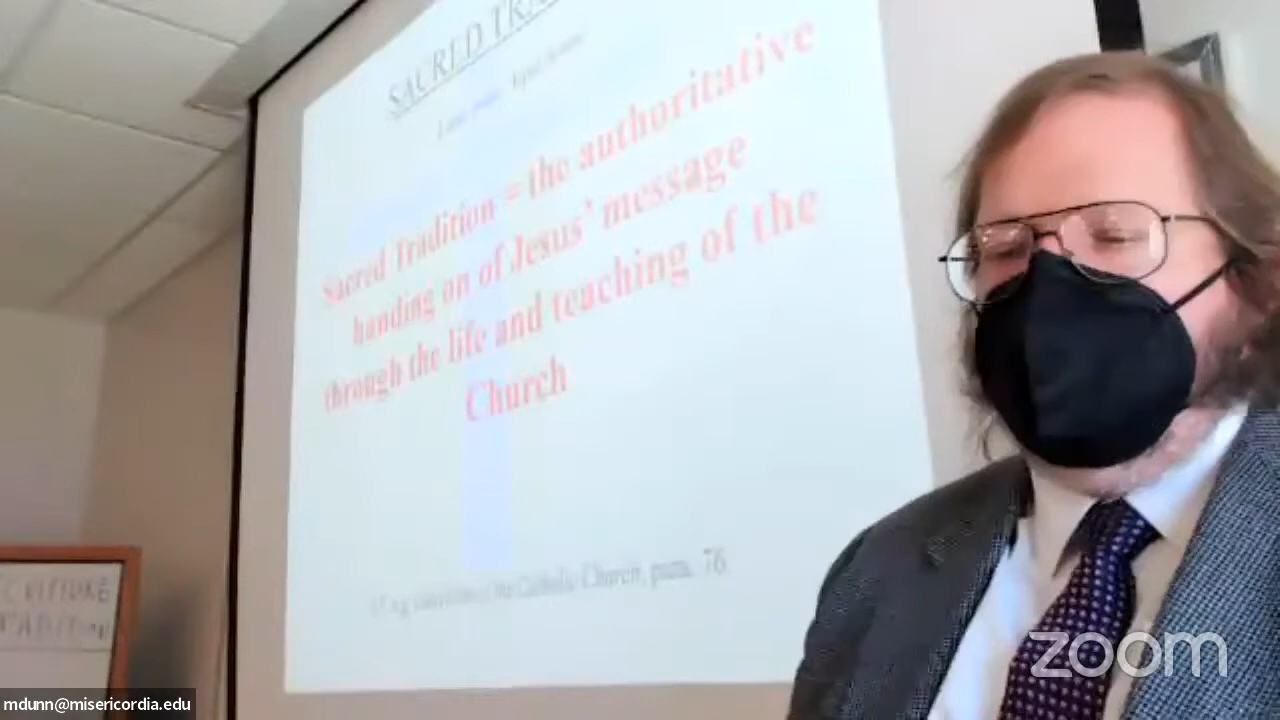 SACRED TRA
Sacred Tradition = the authoritative
handing on of Jesus’ message
through the life and teaching of the
Church
Catholic Church, para. 76
zoom
mdunn@misericordia.edu